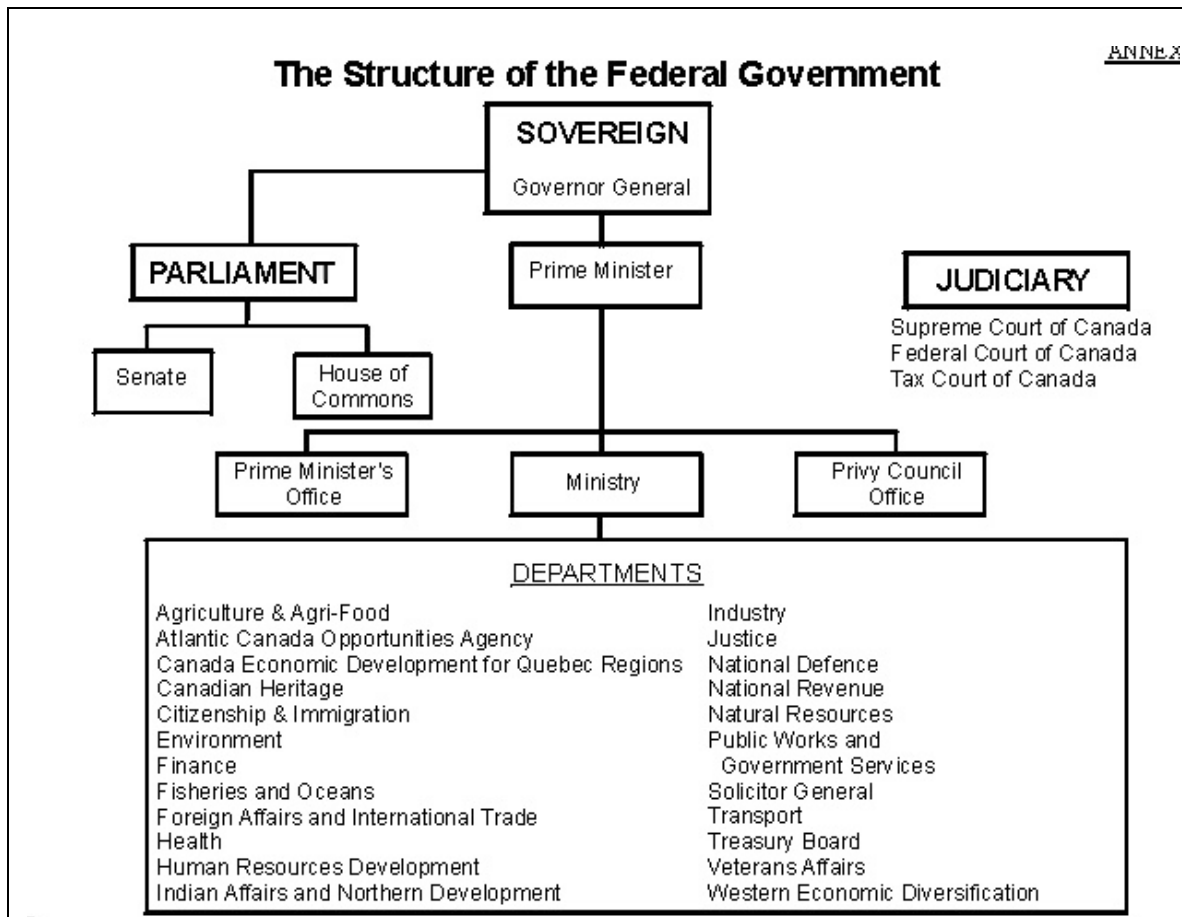 ANNEX
The Structure of the Federal Government
SOVEREIGN
Governor General
PARLIAMENT
Prime Minister
JUDICIARY
Supreme Court of Canada
Federal Court of Canada
Tax Court of Canada
Senate
House of
Commons
Prime Minister's
Office
Ministry
Privy Council
Office
DEPARTMENTS
Agriculture & Agri-Food
Atlantic Canada Opportunities Agency
Canada Economic Development for Quebec Regions
Canadian Heritage
Citizenship & Immigration
Environment
Finance
Fisheries and Oceans
Foreign Affairs and International Trade
Health
Human Resources Development
Indian Affairs and Northern Development
Industry
Justice
National Defence
National Revenue
Natural Resources
Public Works and
Government Services
Solicitor General
Transport
Treasury Board
Veterans Affairs
Western Economic Diversification